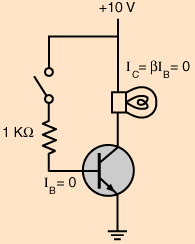 +10 V
I_C = βI_B = 0
1 KΩ
I_B = 0